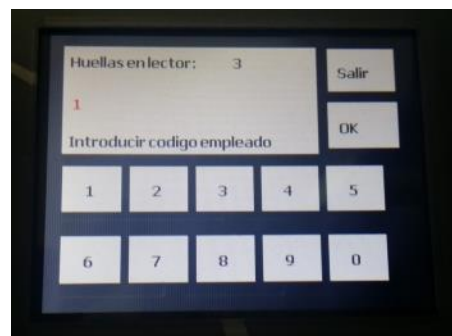 Huellas en lector: 3
Salir
1
OK
Introducir codigo empleado
1 2 3 4 5
6 7 8 9 0